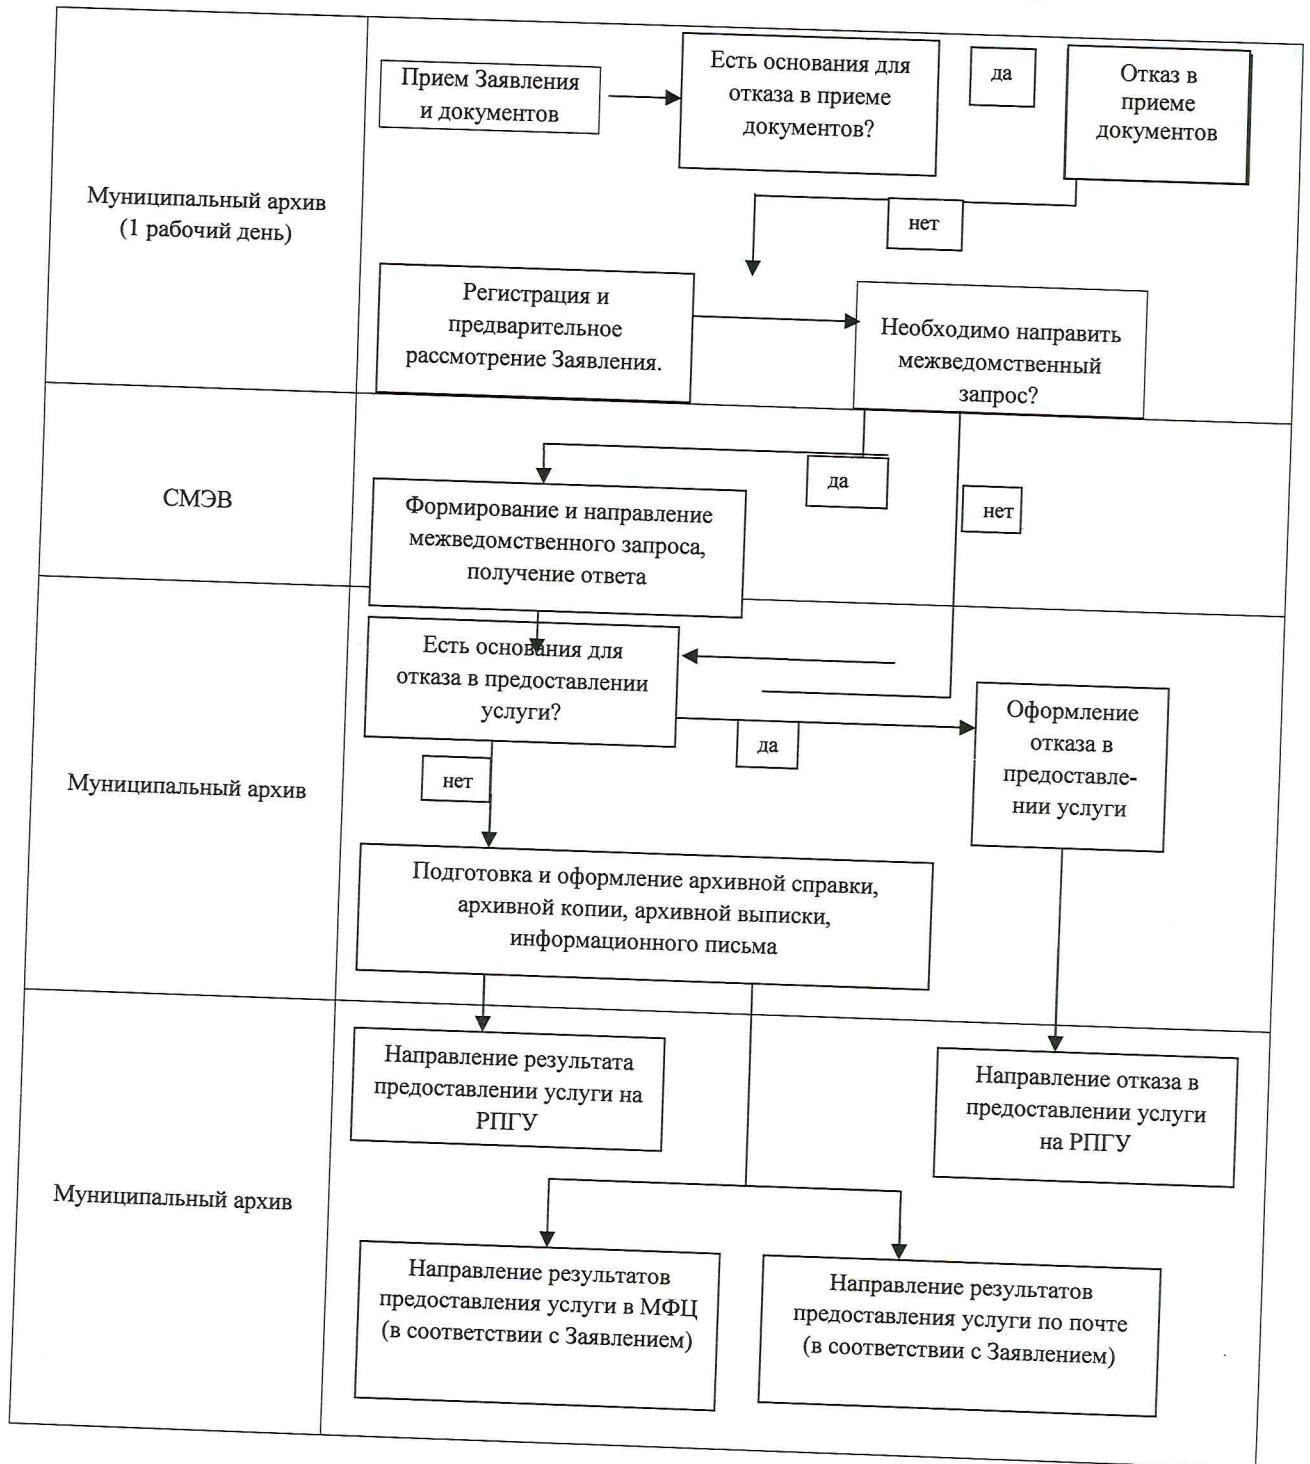 Прием Заявления
и документов
Есть основания для
отказа в приеме
документов?
да
Отказ в
приеме
документов
Муниципальный архив
(1 рабочий день)
нет
Регистрация и
предварительное
рассмотрение Заявления.
Необходимо направить
межведомственный
запрос?
СМЭВ
да
нет
Формирование и направление
межведомственного запроса,
получение ответа
Муниципальный архив
Есть основания для
отказа в предоставлении
услуги?
да
нет
Оформление
отказа в
предоставле-
нии услуги
Подготовка и оформление архивной справки,
архивной копии, архивной выписки,
информационного письма
Муниципальный архив
Направление результата
предоставлении услуги на
РПГУ
Направление отказа в
предоставлении услуги
на РПГУ
Направление результатов
предоставления услуги в МФЦ
(в соответствии с Заявлением)
Направление результатов
предоставления услуги по почте
(в соответствии с Заявлением)